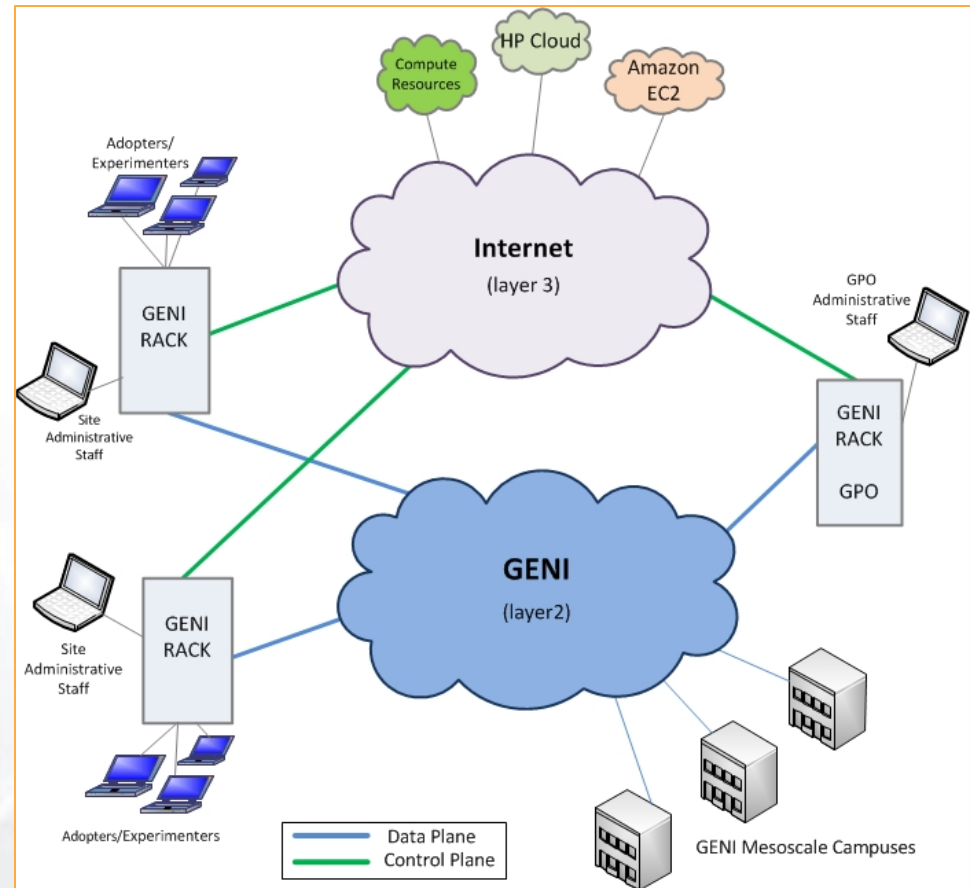 Compute
Resources
HP Cloud
Amazon
EC2
Adopters/
Experimenters
Internet
(layer 3)
GENI
RACK
GPO
Administrative
Staff
Site
Administrative
Staff
GENI
RACK
GPO
GENI
(layer2)
GENI
RACK
Site
Administrative
Staff
Adopters/Experimenters
Data Plane
Control Plane
GENI Mesoscale Campuses